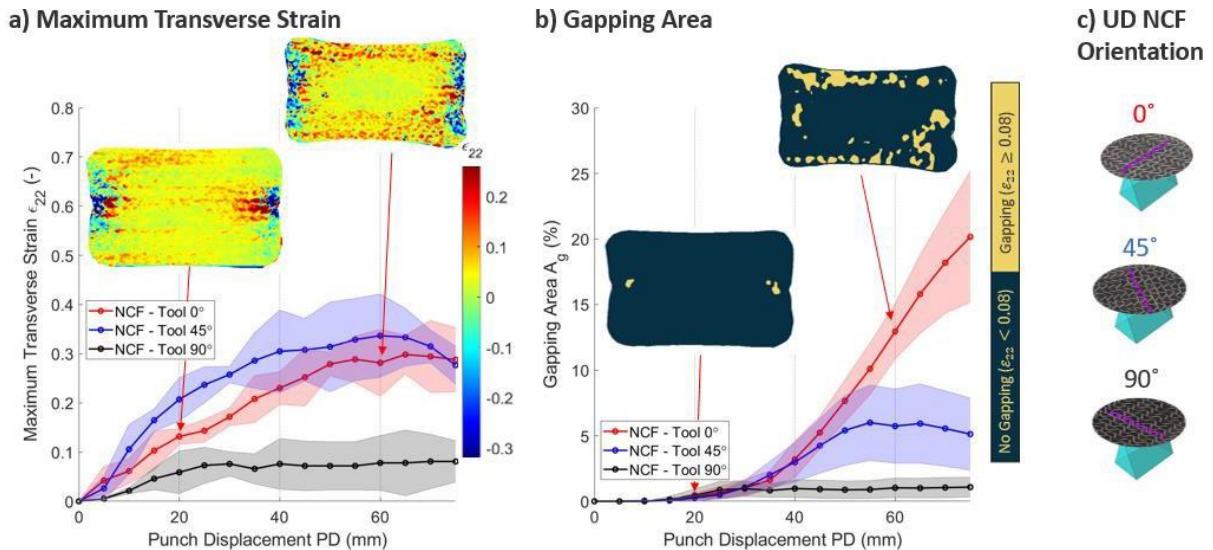 a) Maximum Transverse Strain
b) Gapping Area
c) UD NCF
Orientation
Maximum Transverse Strain ϵ22 (-)
0.8
0.7
0.6
0.5
0.4
0.3
0.2
0.1
0
NCF - Tool 0°
NCF - Tool 45°
NCF - Tool 90°
0
20
40
60
Punch Displacement PD (mm)
ϵ22
0.2
0.1
0
-0.1
-0.2
-0.3
Gapping Area Ag (%)
30
25
20
15
10
5
0
NCF - Tool 0°
NCF - Tool 45°
NCF - Tool 90°
0
20
40
60
Punch Displacement PD (mm)
Gapping (ε22 ≥ 0.08)
No Gapping (ε22 < 0.08)
0°
45°
90°